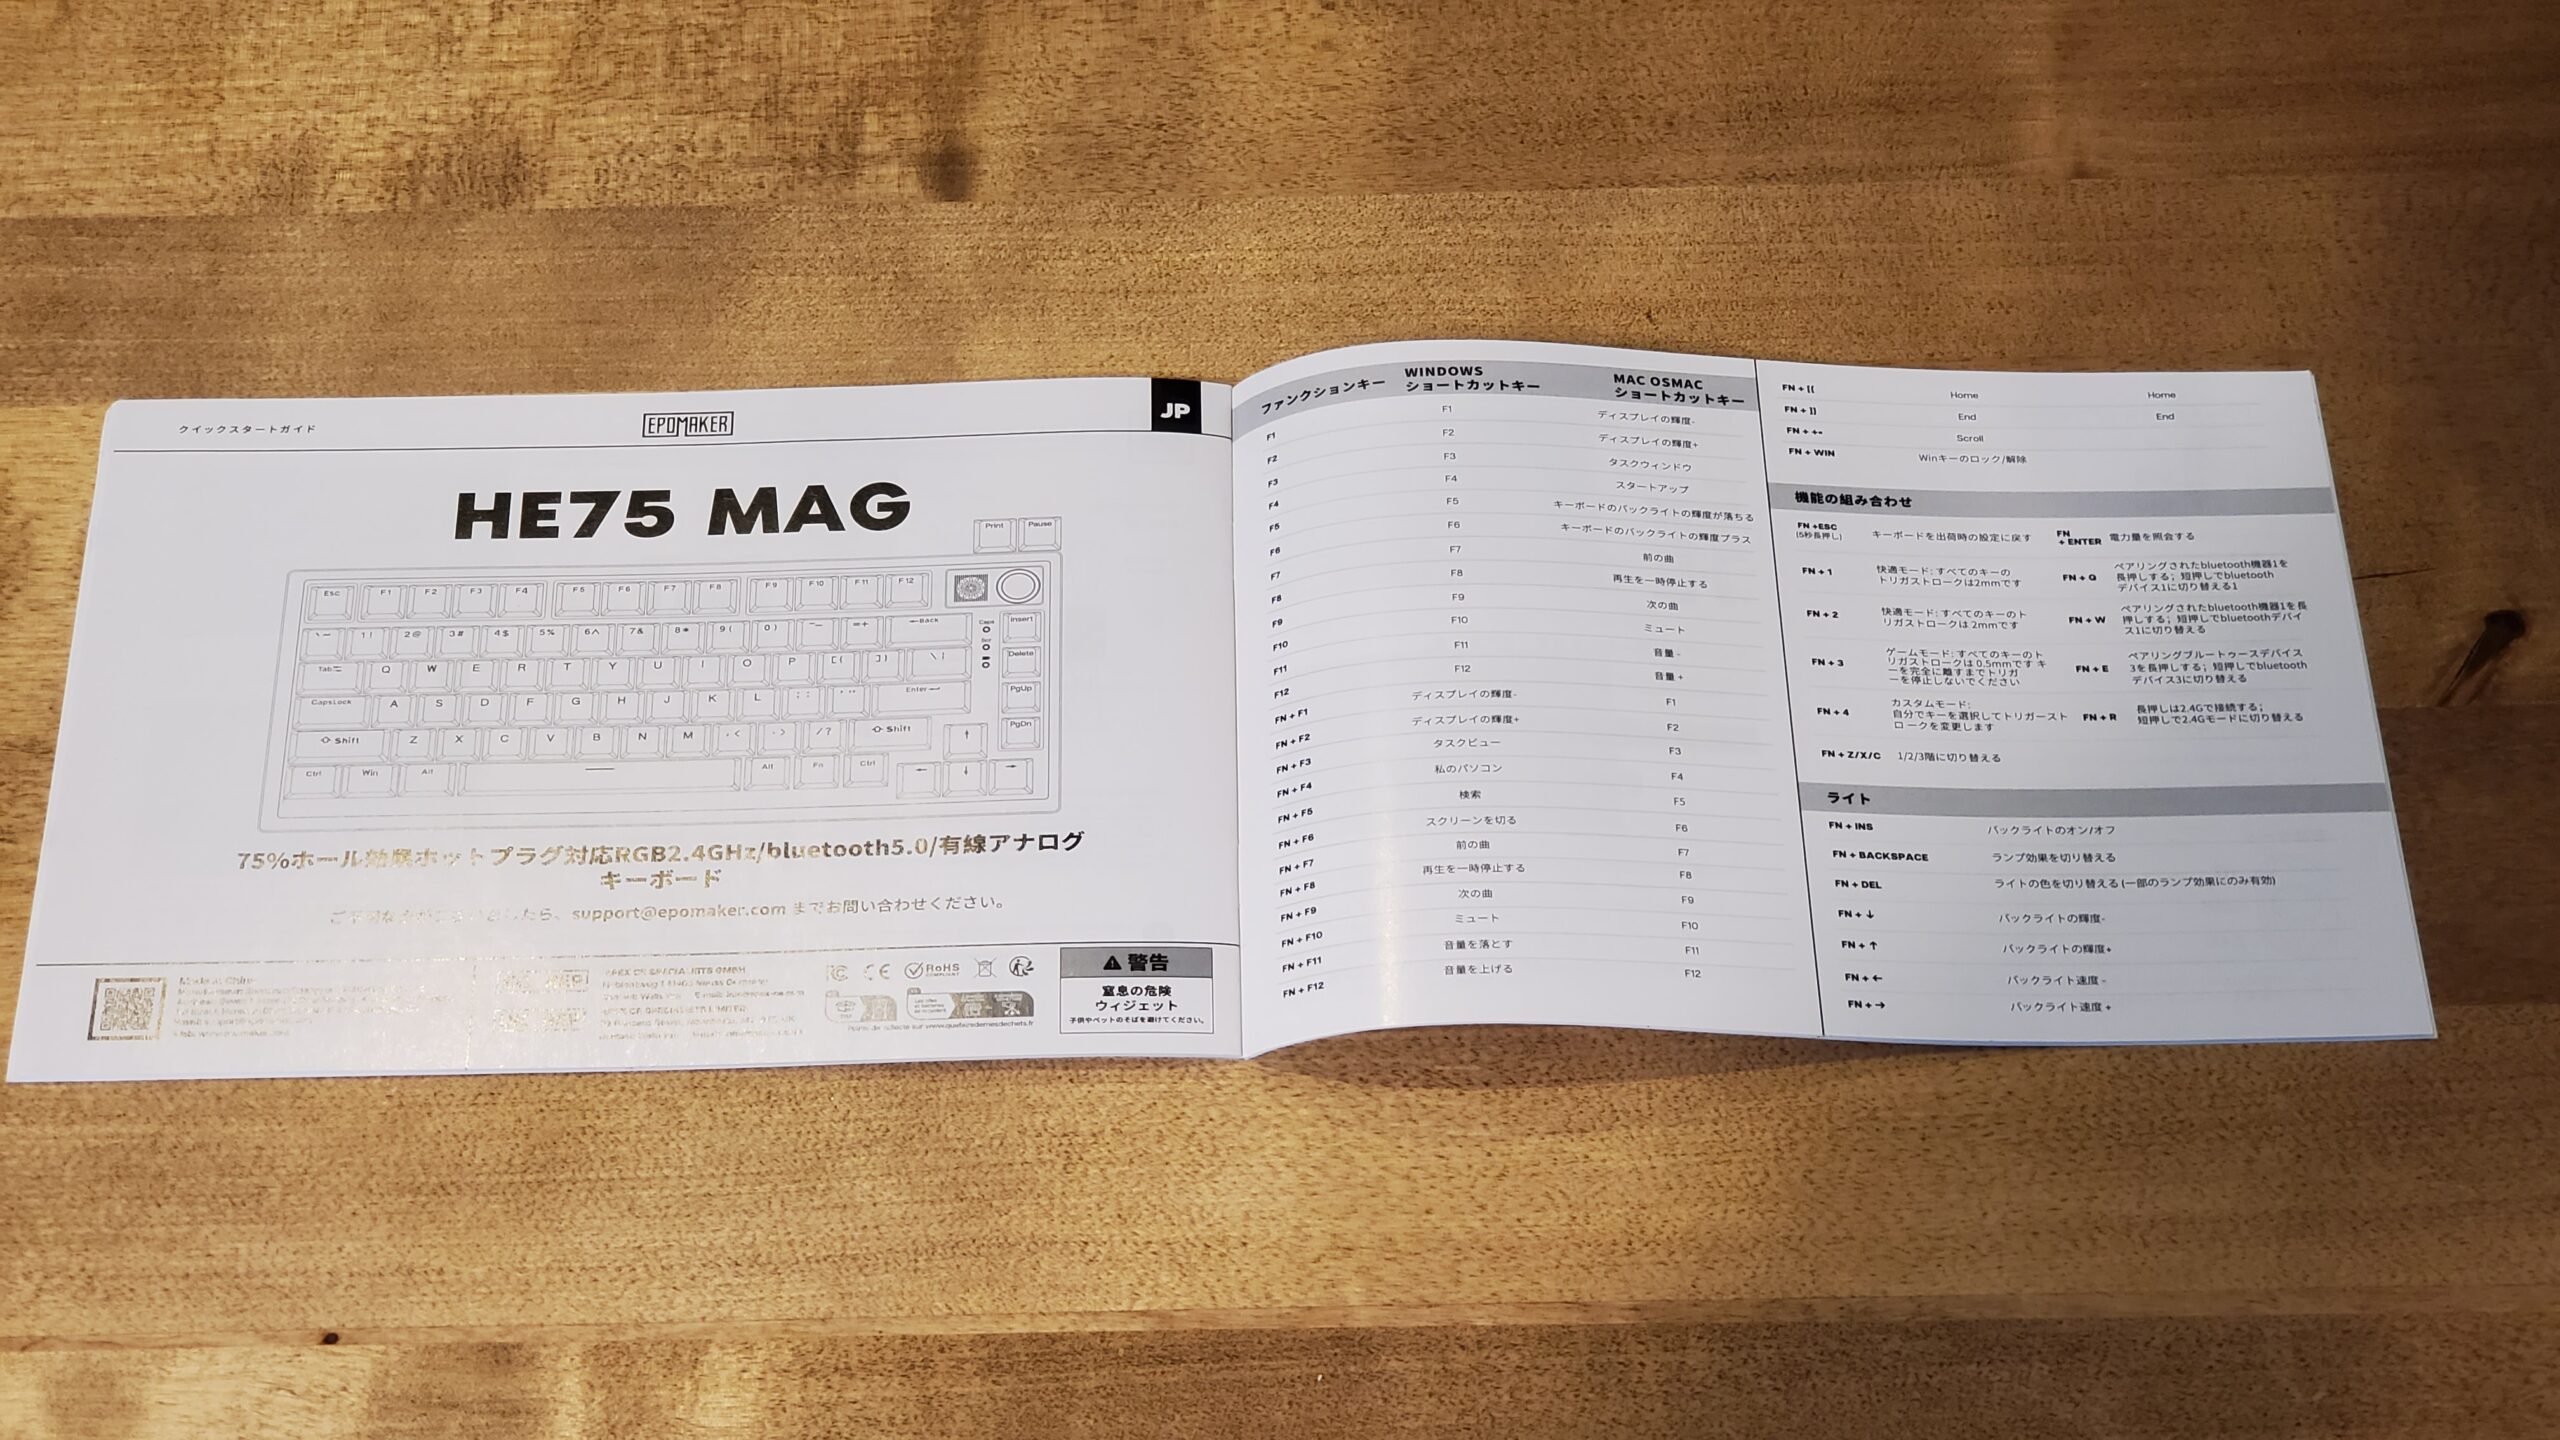 クイックスタートガイド
EPOMAKER
JP
HE75 MAG
Print Pause
Esc F1 F2 F3 F4 F5 F6 F7 F8 F9 F10 F11 F12
`~ 1! 2@ 3# 4$ 5% 6^ 7& 8* 9( 0) -_ =+ ←Back Caps Insert
Tab Q W E R T Y U I O P [{ ]} \| Delete
CapsLock A S D F G H J K L ;: '" Enter PgUp
Shift Z X C V B N M ,< .> /? Shift ↑ PgDn
Ctrl Win Alt Alt Fn Ctrl ← ↓ →
75%ホール効果ホットプラグ対応RGB2.4GHz/bluetooth5.0/有線アナログ
キーボード
support@epomaker.com までお問い合わせください。
CE RoHS
警告
窒息の危険
ウィジェット
子供やペットのそばを避けてください。
ファンクションキー WINDOWS ショートカットキー MAC OSMAC ショートカットキー
F1 F1 ディスプレイの輝度-
F2 F2 ディスプレイの輝度+
F3 F3 タスクウィンドウ
F4 F4 スタートアップ
F5 F5 キーボードのバックライトの輝度が落ちる
F6 F6 キーボードのバックライトの輝度プラス
F7 F7 前の曲
F8 F8 再生を一時停止する
F9 F9 次の曲
F10 F10 ミュート
F11 F11 音量 -
F12 F12 音量 +
FN + F1 ディスプレイの輝度- F1
FN + F2 ディスプレイの輝度+ F2
FN + F3 タスクビュー F3
FN + F4 私のパソコン F4
FN + F5 検索 F5
FN + F6 スクリーンを切る F6
FN + F7 前の曲 F7
FN + F8 再生を一時停止する F8
FN + F9 次の曲 F9
FN + F10 ミュート F10
FN + F11 音量を落とす F11
FN + F12 音量を上げる F12
FN + [{ Home Home
FN + ]} End End
FN + +- Scroll
FN + WIN Winキーのロック/解除
機能の組み合わせ
FN +ESC
(5秒長押し)
キーボードを出荷時の設定に戻す
FN
+ ENTER
電力量を照会する
FN + 1
快適モード: すべてのキーの
トリガストロークは2mmです
FN + Q
ペアリングされたbluetooth機器1を
長押しする；短押しでbluetooth
デバイス1に切り替える1
FN + 2
快適モード: すべてのキーのト
リガストロークは 2mmです
FN + W
ペアリングされたbluetooth機器1を長
押しする；短押しでbluetoothデバイ
ス1に切り替える
FN + 3
ゲームモード: すべてのキーのト
リガストロークは 0.5mmです キ
ーを完全に離すまでトリガ
ーを停止しないでください
FN + E
ペアリングブルートゥースデバイス
3を長押しする；短押しでbluetooth
デバイス3に切り替える
FN + 4
カスタムモード:
自分でキーを選択してトリガースト
ロークを変更します
FN + R
長押しは2.4Gで接続する；
短押しで2.4Gモードに切り替える
FN + Z/X/C 1/2/3階に切り替える
ライト
FN + INS バックライトのオン/オフ
FN + BACKSPACE ランプ効果を切り替える
FN + DEL ライトの色を切り替える (一部のランプ効果にのみ有効)
FN + ↓ バックライトの輝度-
FN + ↑ バックライトの輝度+
FN + ← バックライト速度 -
FN + → バックライト速度 +